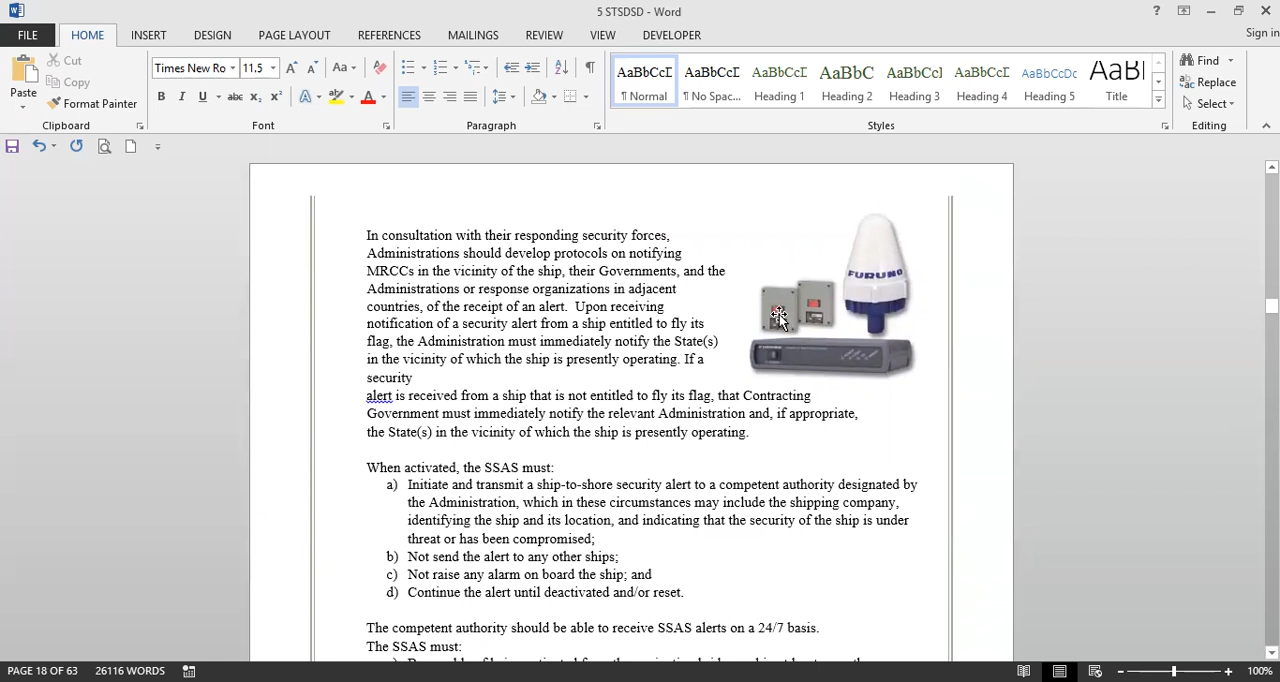 5 STSDSD - Word
Sign in
FILE HOME INSERT DESIGN PAGE LAYOUT REFERENCES MAILINGS REVIEW VIEW DEVELOPER
Paste
Cut
Copy
Format Painter
Clipboard
Times New Ro 11.5
Font
Paragraph
AaBbCcI AaBbCcI AaBbCcI AaBbC AaBbCcl AaBbCcI AaBbCcDc AaBl
¶ Normal ¶ No Spac... Heading 1 Heading 2 Heading 3 Heading 4 Heading 5 Title
Styles
Find
Replace
Select
Editing
In consultation with their responding security forces,
Administrations should develop protocols on notifying
MRCCs in the vicinity of the ship, their Governments, and the
Administrations or response organizations in adjacent
countries, of the receipt of an alert.  Upon receiving
notification of a security alert from a ship entitled to fly its
flag, the Administration must immediately notify the State(s)
in the vicinity of which the ship is presently operating. If a
security
FURUNO
alert is received from a ship that is not entitled to fly its flag, that Contracting
Government must immediately notify the relevant Administration and, if appropriate,
the State(s) in the vicinity of which the ship is presently operating.
When activated, the SSAS must:
a) Initiate and transmit a ship-to-shore security alert to a competent authority designated by
the Administration, which in these circumstances may include the shipping company,
identifying the ship and its location, and indicating that the security of the ship is under
threat or has been compromised;
b) Not send the alert to any other ships;
c) Not raise any alarm on board the ship; and
d) Continue the alert until deactivated and/or reset.
The competent authority should be able to receive SSAS alerts on a 24/7 basis.
The SSAS must:
PAGE 18 OF 63 26116 WORDS 100%